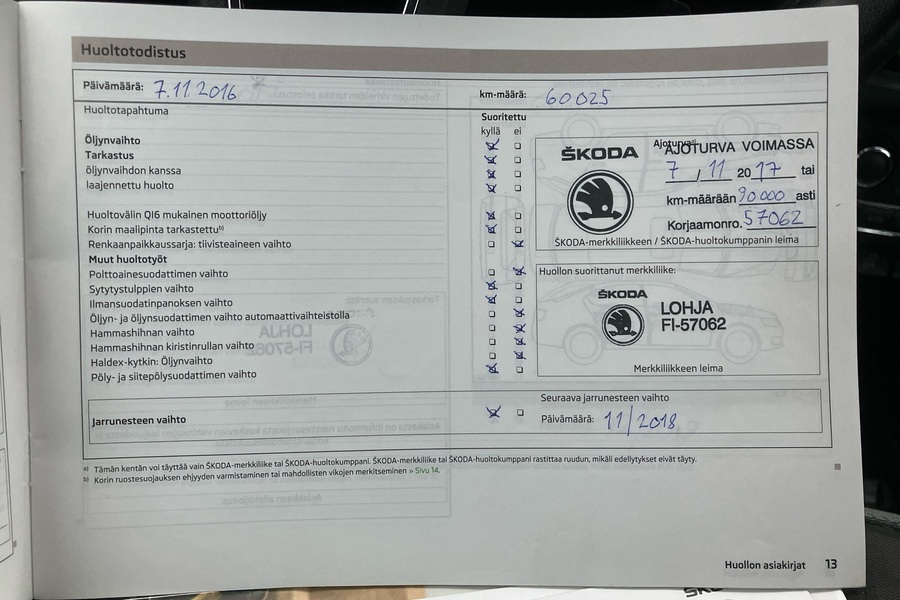 Huoltotodistus
Päivämäärä: 7.11.2016
km-määrä: 60025
Huoltotapahtuma
Suoritettu
kyllä ei
Öljynvaihto
Tarkastus
öljynvaihdon kanssa
laajennettu huolto
Huoltovälin QI6 mukainen moottoriöljy
Korin maalipinta tarkastettu b)
Renkaanpaikkaussarja: tiivisteaineen vaihto
Muut huoltotyöt
Polttoainesuodattimen vaihto
Sytytystulppien vaihto
Ilmansuodatinpanoksen vaihto
Öljyn- ja öljynsuodattimen vaihto automaattivaihteistolla
Hammashihnan vaihto
Hammashihnan kiristinrullan vaihto
Haldex-kytkin: Öljynvaihto
Pöly- ja siitepölysuodattimen vaihto
ŠKODA
AJOTURVA VOIMASSA
7 / 11 2017 tai
km-määrään 90 000 asti
Korjaamonro. 57062
ŠKODA-merkkiliikkeen / ŠKODA-huoltokumppanin leima
Huollon suorittanut merkkiliike:
ŠKODA
LOHJA
FI-57062
Merkkiliikkeen leima
Jarrunesteen vaihto
Seuraava jarrunesteen vaihto
Päivämäärä: 11/2018
a) Tämän kentän voi täyttää vain ŠKODA-merkkiliike tai ŠKODA-huoltokumppani. ŠKODA-merkkiliike tai ŠKODA-huoltokumppani rastittaa ruudun, mikäli edellytykset eivät täyty.
b) Korin ruostesuojauksen ehjyyden varmistaminen tai mahdollisten vikojen merkitseminen » Sivu 14.
Huollon asiakirjat 13